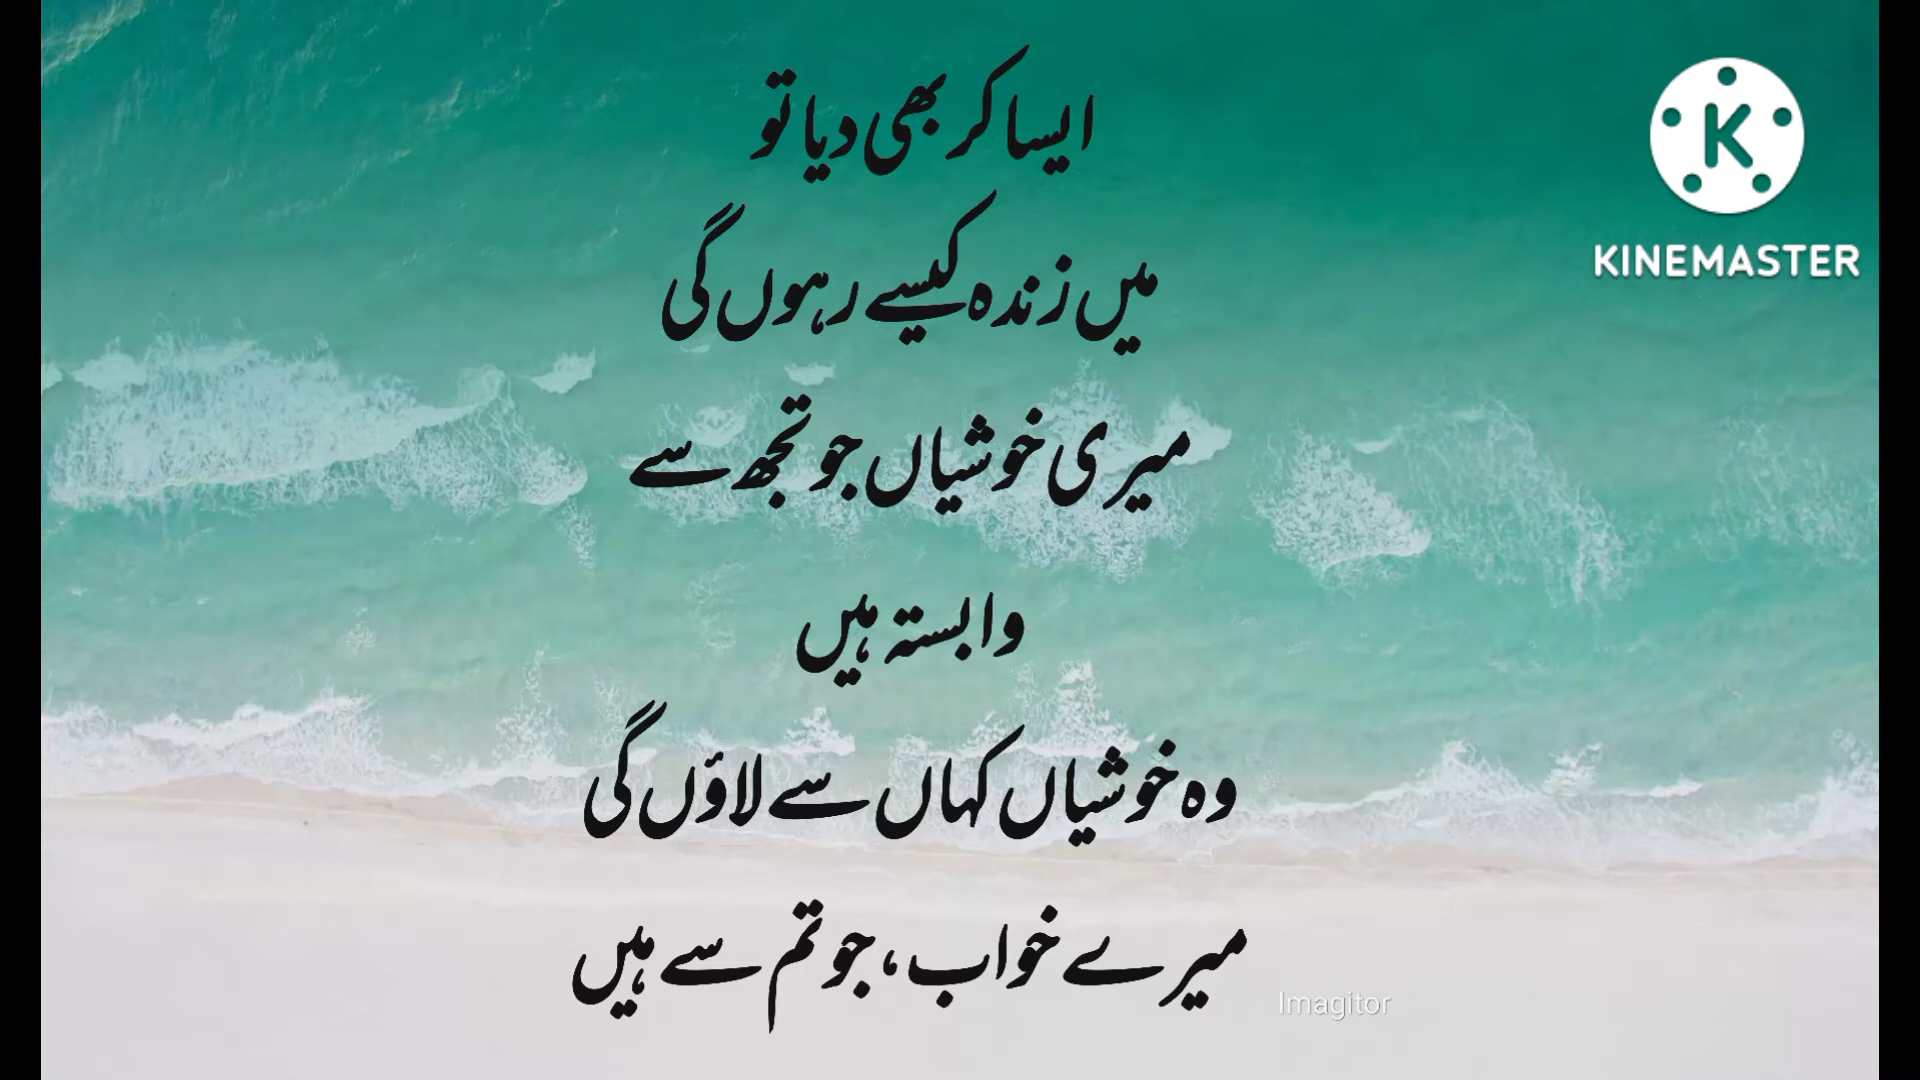 ایسا کر بھی دیا تو
میں زندہ کیسے رہوں گی
میری خوشیاں جو تجھ سے
وابستہ ہیں
وہ خوشیاں کہاں سے لاؤں گی
میرے خواب، جو تم سے ہیں
KINEMASTER
Imagitor